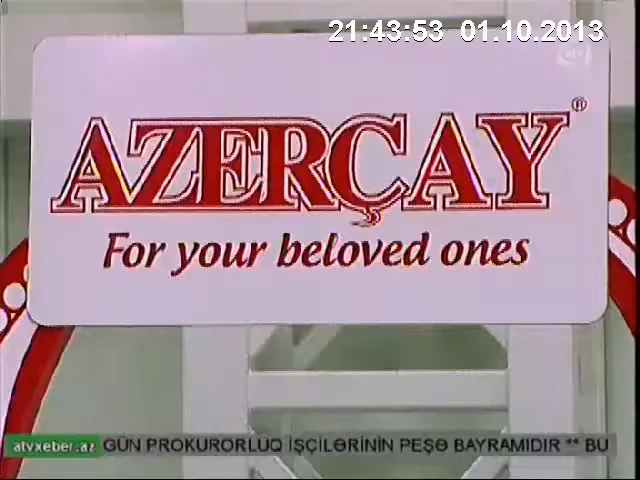 21:43:53 01.10.2013
atv
AZERÇAY®
For your beloved ones
atvxeber.az GÜN PROKURORLUQ İŞÇİLƏRİNİN PEŞƏ BAYRAMIDIR ** BU